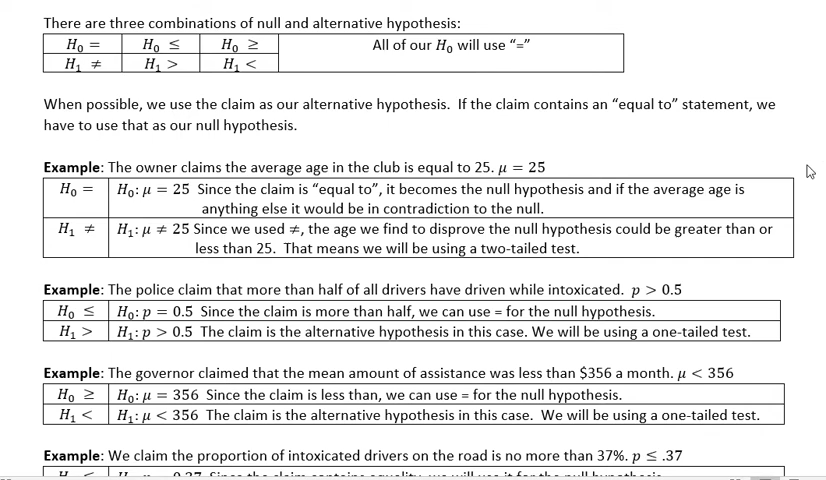 There are three combinations of null and alternative hypothesis:
H₀ = H₀ ≤ H₀ ≥ All of our H₀ will use “=”
H₁ ≠ H₁ > H₁ <
When possible, we use the claim as our alternative hypothesis. If the claim contains an “equal to” statement, we
have to use that as our null hypothesis.
Example: The owner claims the average age in the club is equal to 25. μ = 25
H₀ = H₀: μ = 25 Since the claim is “equal to”, it becomes the null hypothesis and if the average age is
anything else it would be in contradiction to the null.
H₁ ≠ H₁: μ ≠ 25 Since we used ≠, the age we find to disprove the null hypothesis could be greater than or
less than 25. That means we will be using a two-tailed test.
Example: The police claim that more than half of all drivers have driven while intoxicated. p > 0.5
H₀ ≤ H₀: p = 0.5 Since the claim is more than half, we can use = for the null hypothesis.
H₁ > H₁: p > 0.5 The claim is the alternative hypothesis in this case. We will be using a one-tailed test.
Example: The governor claimed that the mean amount of assistance was less than $356 a month. μ < 356
H₀ ≥ H₀: μ = 356 Since the claim is less than, we can use = for the null hypothesis.
H₁ < H₁: μ < 356 The claim is the alternative hypothesis in this case. We will be using a one-tailed test.
Example: We claim the proportion of intoxicated drivers on the road is no more than 37%. p ≤ .37